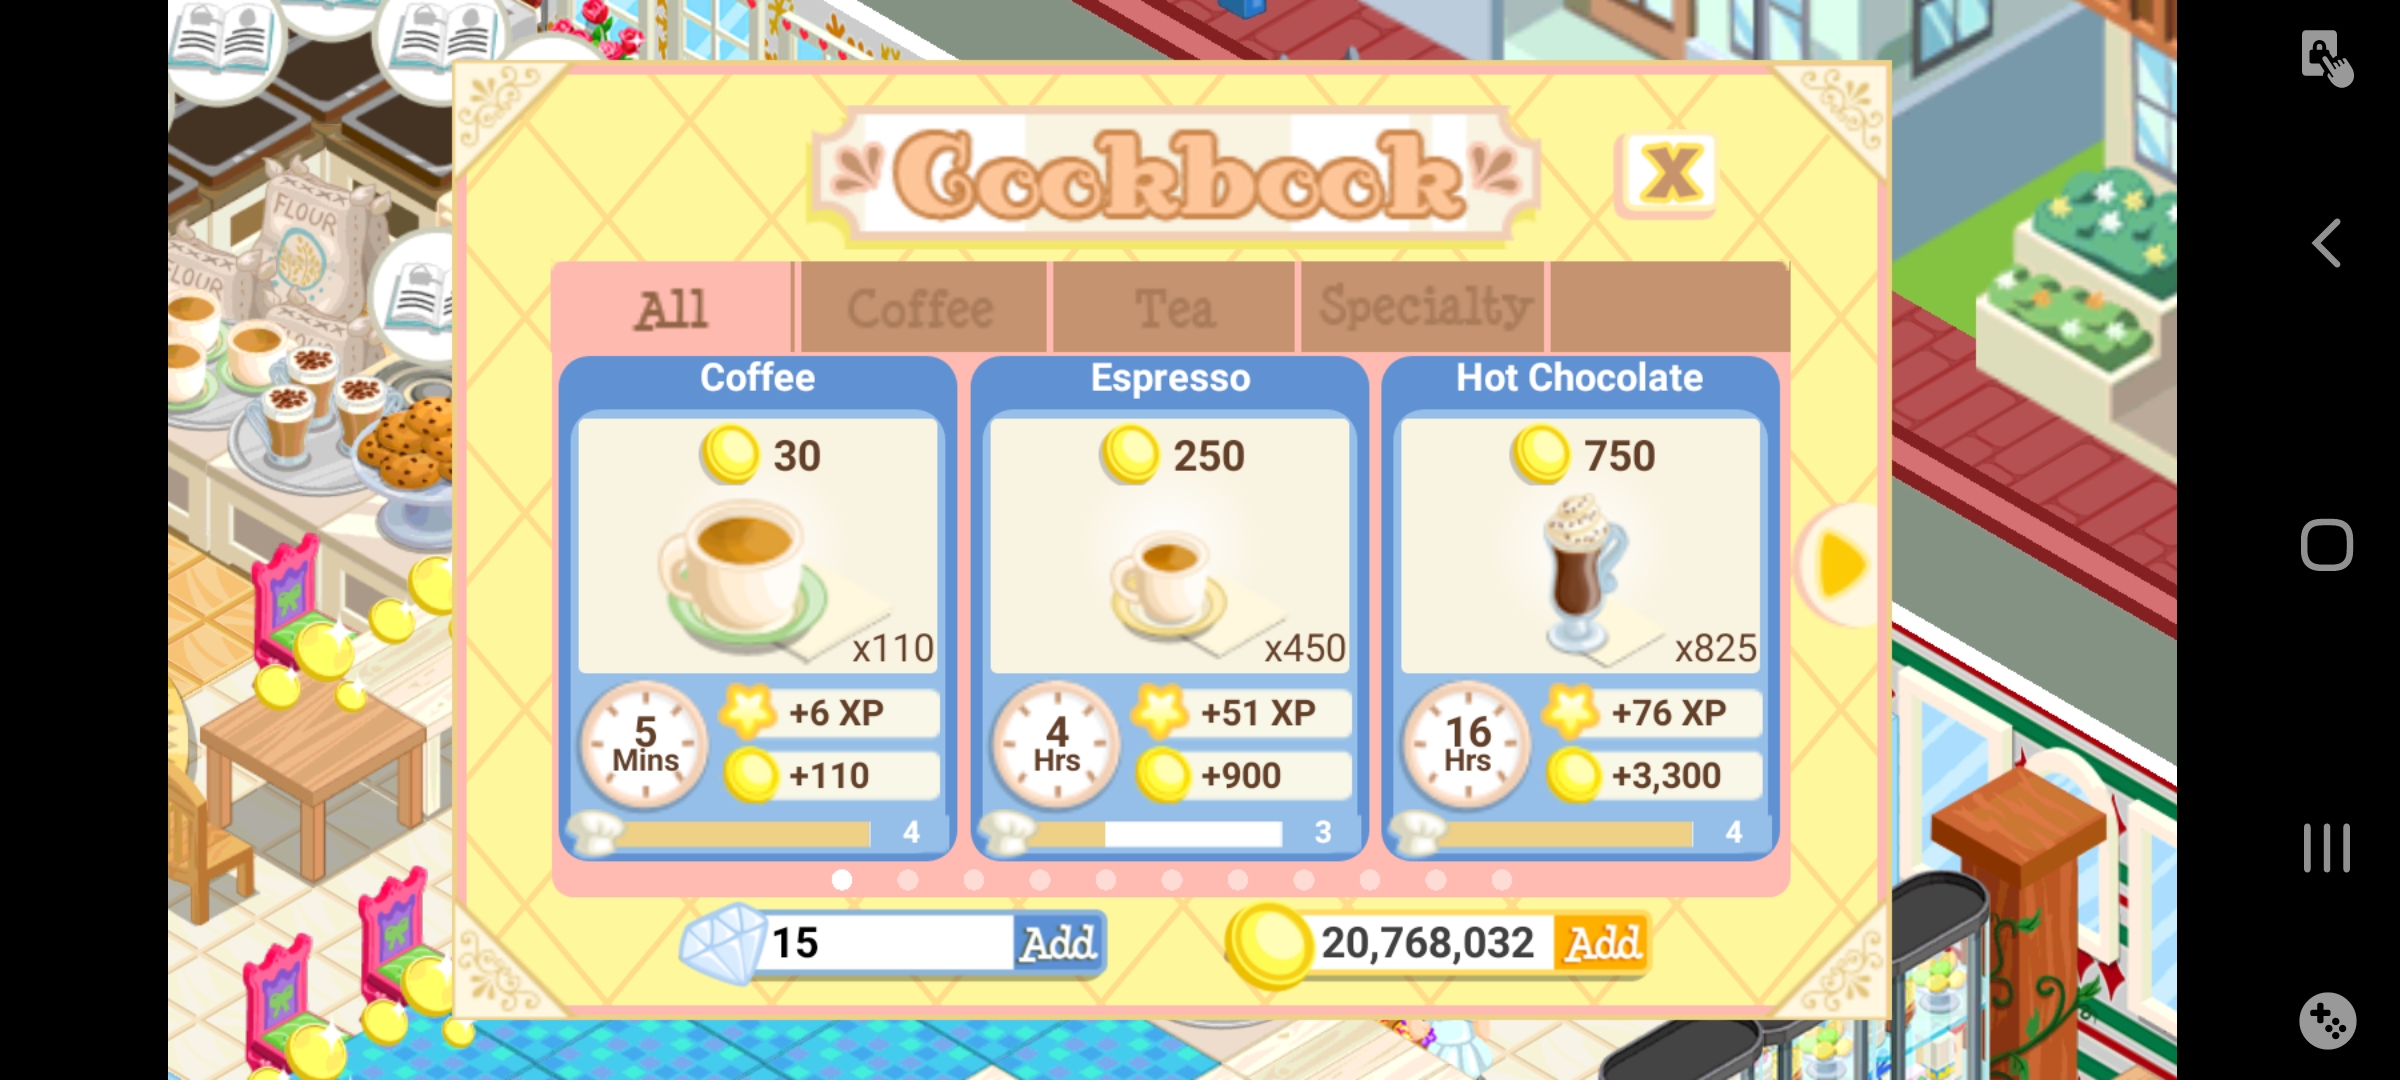 Cookbook
X
All
Coffee
Tea
Specialty
Coffee
30
x110
5
Mins
+6 XP
+110
4
Espresso
250
x450
4
Hrs
+51 XP
+900
3
Hot Chocolate
750
x825
16
Hrs
+76 XP
+3,300
4
15
Add
20,768,032
Add
FLOUR
FLOUR